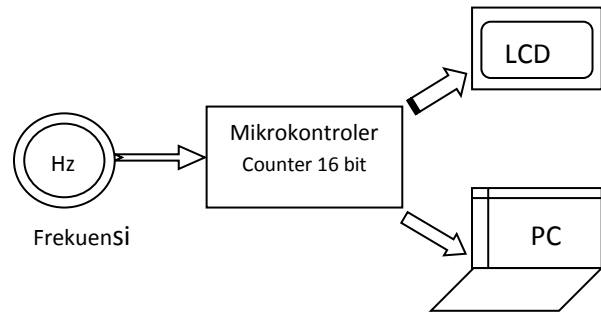 Hz
Frekuensi
Mikrokontroler
Counter 16 bit
LCD
PC